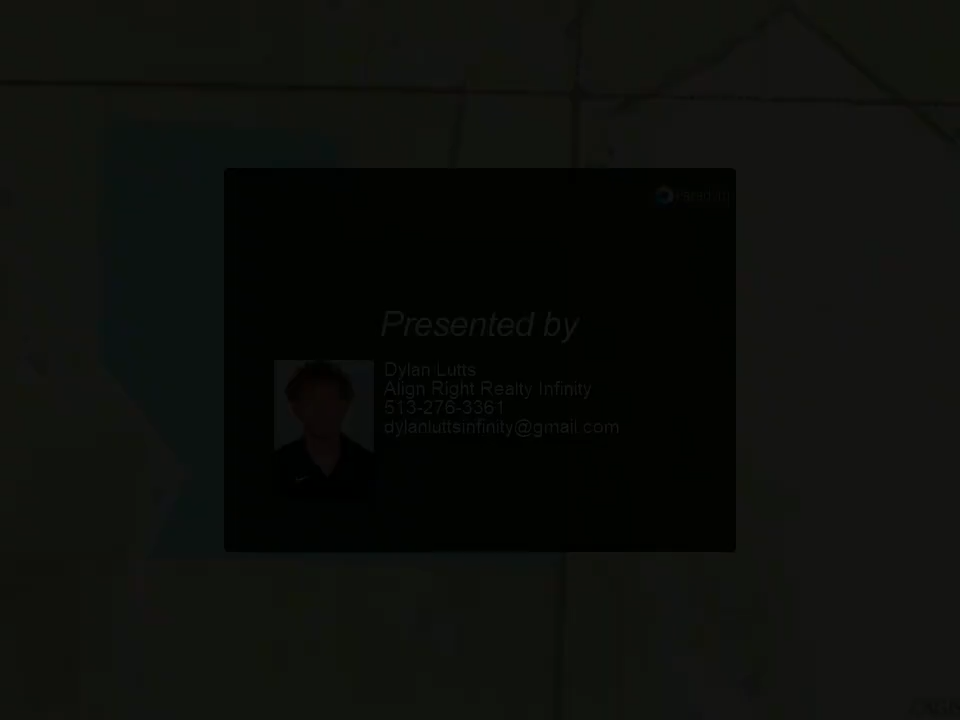 Presented by
Dylan Lutts
Align Right Realty Infinity
513-276-3361
dylanluttsinfinity@gmail.com